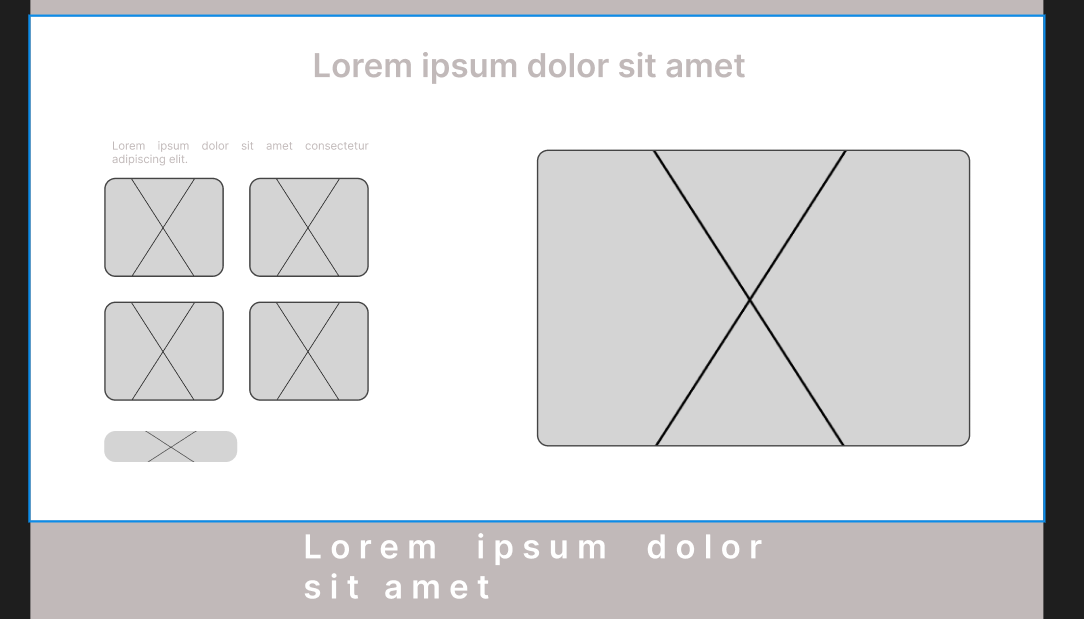 Lorem ipsum dolor sit amet
Lorem ipsum dolor sit amet consectetur
adipiscing elit.
Lorem ipsum dolor
sit amet